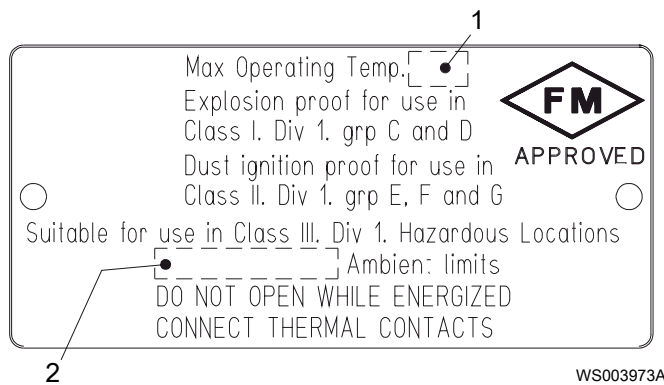 1
Max Operating Temp.
Explosion proof for use in
Class I. Div 1. grp C and D
FM
APPROVED
Dust ignition proof for use in
Class II. Div 1. grp E, F and G
Suitable for use in Class III. Div 1. Hazardous Locations
Ambient limits
DO NOT OPEN WHILE ENERGIZED
CONNECT THERMAL CONTACTS
2
WS003973A